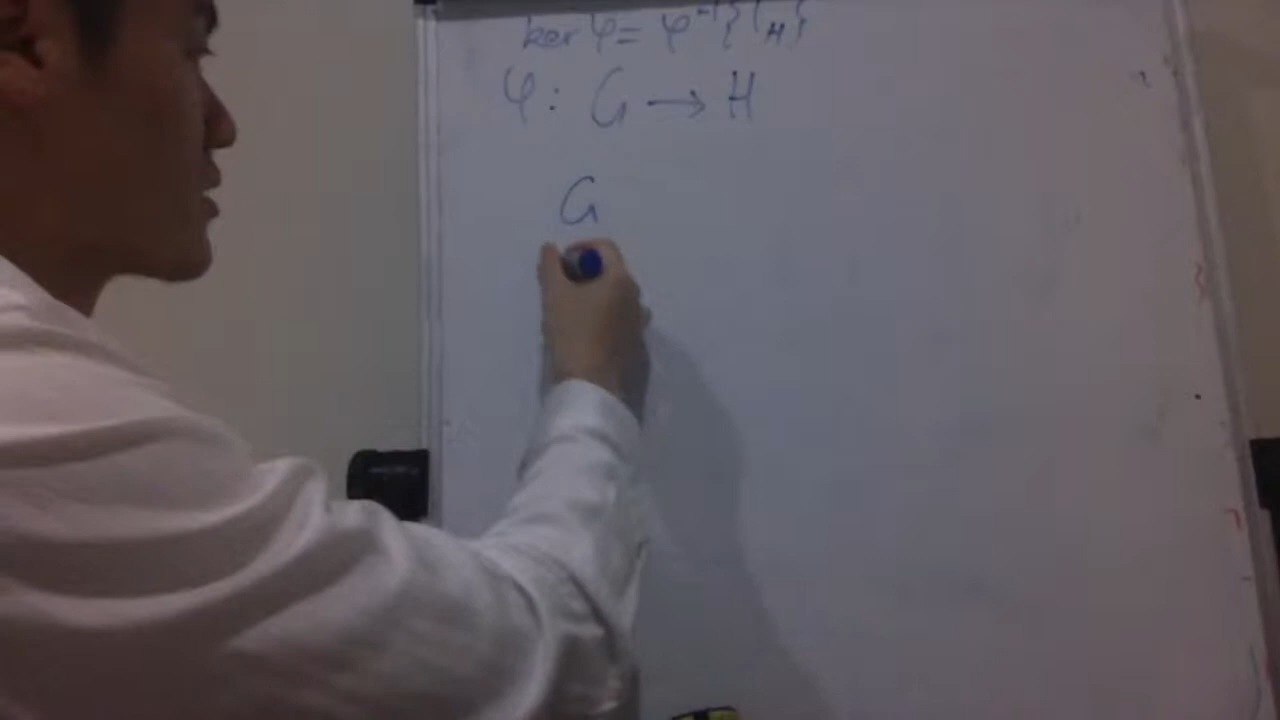 ker φ = φ⁻¹{1_H}
φ: G → H
G